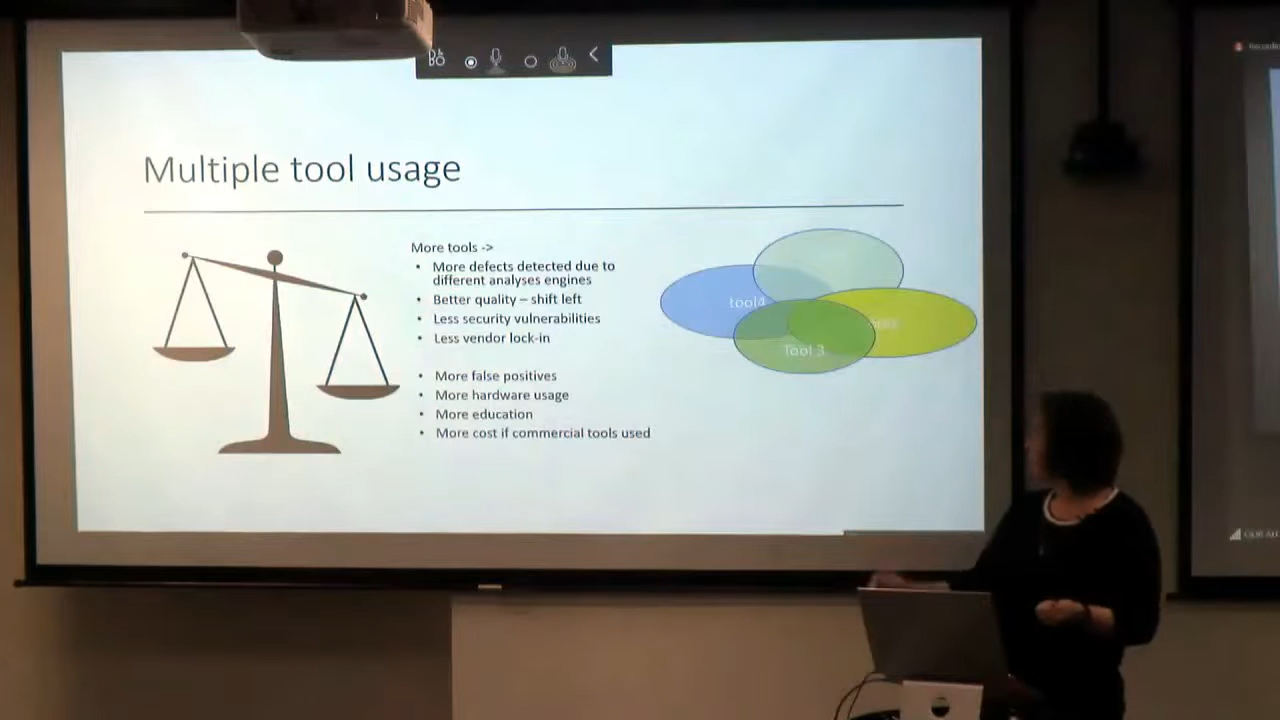 Multiple tool usage
More tools ->
• More defects detected due to
different analyses engines
• Better quality – shift left
• Less security vulnerabilities
• Less vendor lock-in
• More false positives
• More hardware usage
• More education
• More cost if commercial tools used
tool4
Tool 3